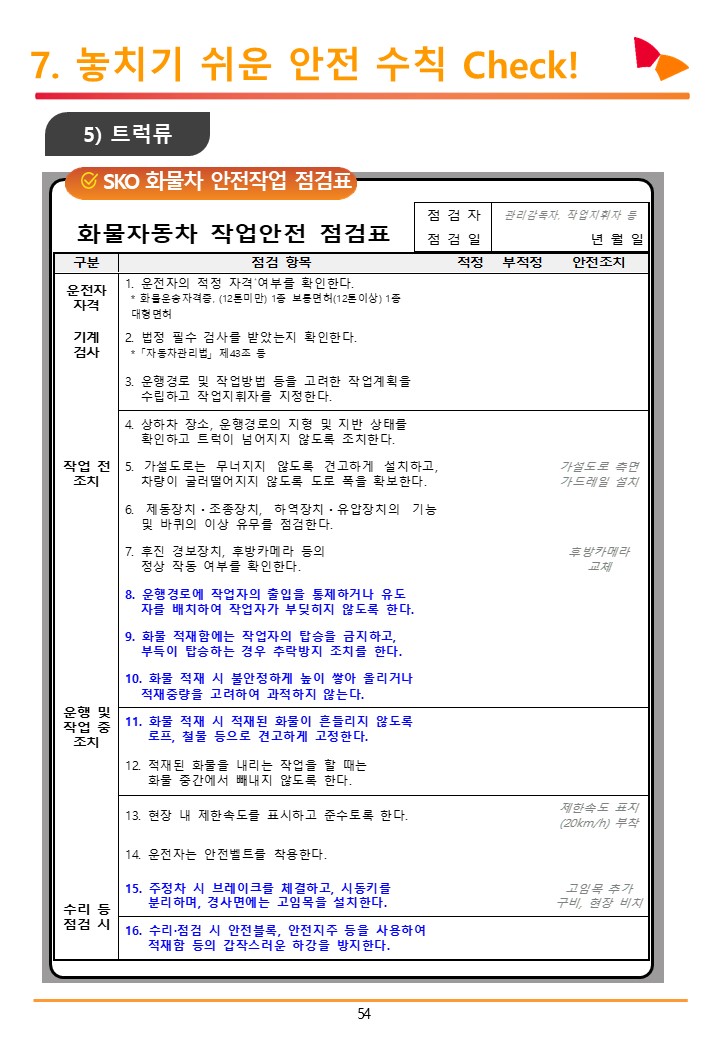 7. 놓치기 쉬운 안전 수칙 Check!
5) 트럭류
SKO 화물차 안전작업 점검표
화물자동차 작업안전 점검표
점 검 자
관리감독자, 작업지휘자 등
점 검 일
년 월 일
구분 점검 항목 적정 부적정 안전조치
운전자
자격
1. 운전자의 적정 자격*여부를 확인한다.
* 화물운송자격증, (12톤미만) 1종 보통면허(12톤이상) 1종
대형면허
기계
검사
2. 법정 필수 검사를 받았는지 확인한다.
*「자동차관리법」 제43조 등
3. 운행경로 및 작업방법 등을 고려한 작업계획을
수립하고 작업지휘자를 지정한다.
작업 전
조치
4. 상하차 장소, 운행경로의 지형 및 지반 상태를
확인하고 트럭이 넘어지지 않도록 조치한다.
5. 가설도로는 무너지지 않도록 견고하게 설치하고,
차량이 굴러떨어지지 않도록 도로 폭을 확보한다.
가설도로 측면
가드레일 설치
6. 제동장치·조종장치, 하역장치·유압장치의 기능
및 바퀴의 이상 유무를 점검한다.
7. 후진 경보장치, 후방카메라 등의
정상 작동 여부를 확인한다.
후방카메라
교체
8. 운행경로에 작업자의 출입을 통제하거나 유도
자를 배치하여 작업자가 부딪히지 않도록 한다.
9. 화물 적재함에는 작업자의 탑승을 금지하고,
부득이 탑승하는 경우 추락방지 조치를 한다.
10. 화물 적재 시 불안정하게 높이 쌓아 올리거나
적재중량을 고려하여 과적하지 않는다.
운행 및
작업 중
조치
11. 화물 적재 시 적재된 화물이 흔들리지 않도록
로프, 철물 등으로 견고하게 고정한다.
12. 적재된 화물을 내리는 작업을 할 때는
화물 중간에서 빼내지 않도록 한다.
13. 현장 내 제한속도를 표시하고 준수토록 한다.
제한속도 표지
(20km/h) 부착
14. 운전자는 안전벨트를 착용한다.
15. 주정차 시 브레이크를 체결하고, 시동키를
분리하며, 경사면에는 고임목을 설치한다.
고임목 추가
구비, 현장 비치
수리 등
점검 시
16. 수리·점검 시 안전블록, 안전지주 등을 사용하여
적재함 등의 갑작스러운 하강을 방지한다.
54